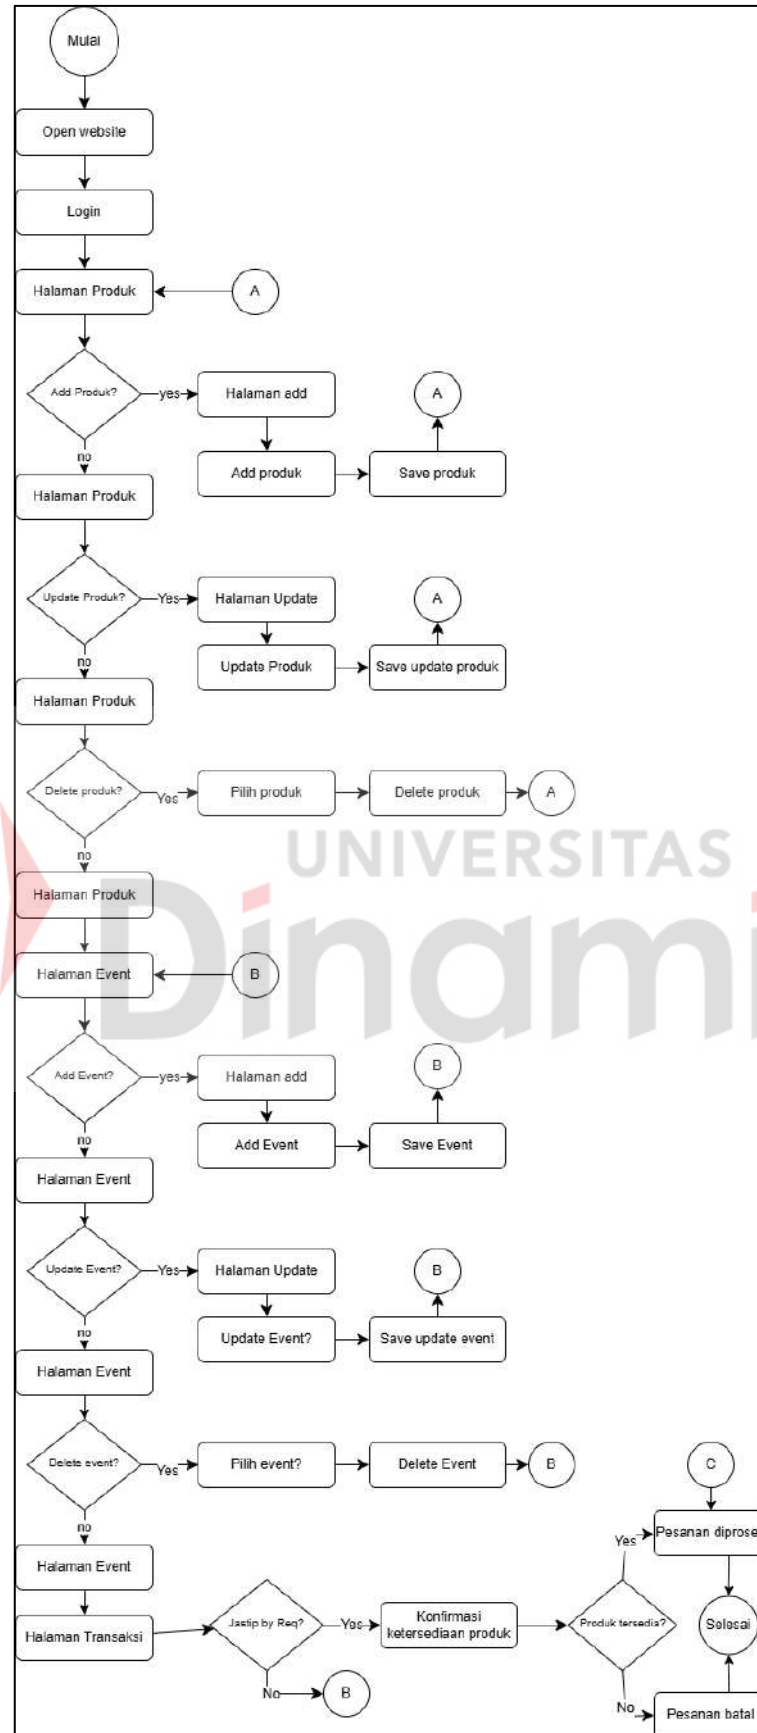 Mulai
Open website
Login
Halaman Produk
A
Add Produk?
yes
Halaman add
A
no
Add produk
Save produk
Halaman Produk
Update Produk?
Yes
Halaman Update
A
no
Update Produk
Save update produk
Halaman Produk
Delete produk?
Yes
Pilih produk
Delete produk
A
no
UNIVERSITAS
Dinami
Halaman Produk
Halaman Event
B
Add Event?
yes
Halaman add
B
no
Add Event
Save Event
Halaman Event
Update Event?
Yes
Halaman Update
B
no
Update Event?
Save update event
Halaman Event
Delete event?
Yes
Pilih event?
Delete Event
B
C
no
Halaman Event
Yes
Pesanan diprose
Halaman Transaksi
Jastip by Req?
Yes
Konfirmasi
ketersediaan produk
Produk tersedia?
Selesai
No
B
No
Pesanan batal